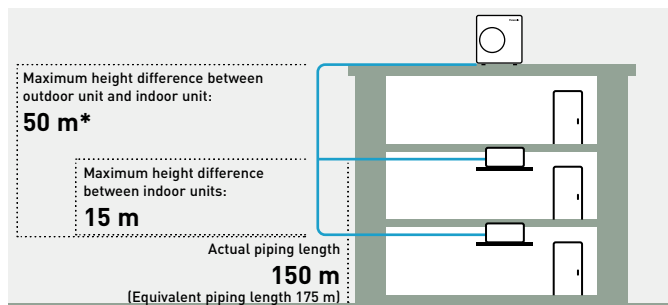 Maximum height difference between
outdoor unit and indoor unit:
50 m*
Maximum height difference
between indoor units:
15 m
Actual piping length
150 m
(Equivalent piping length 175 m)